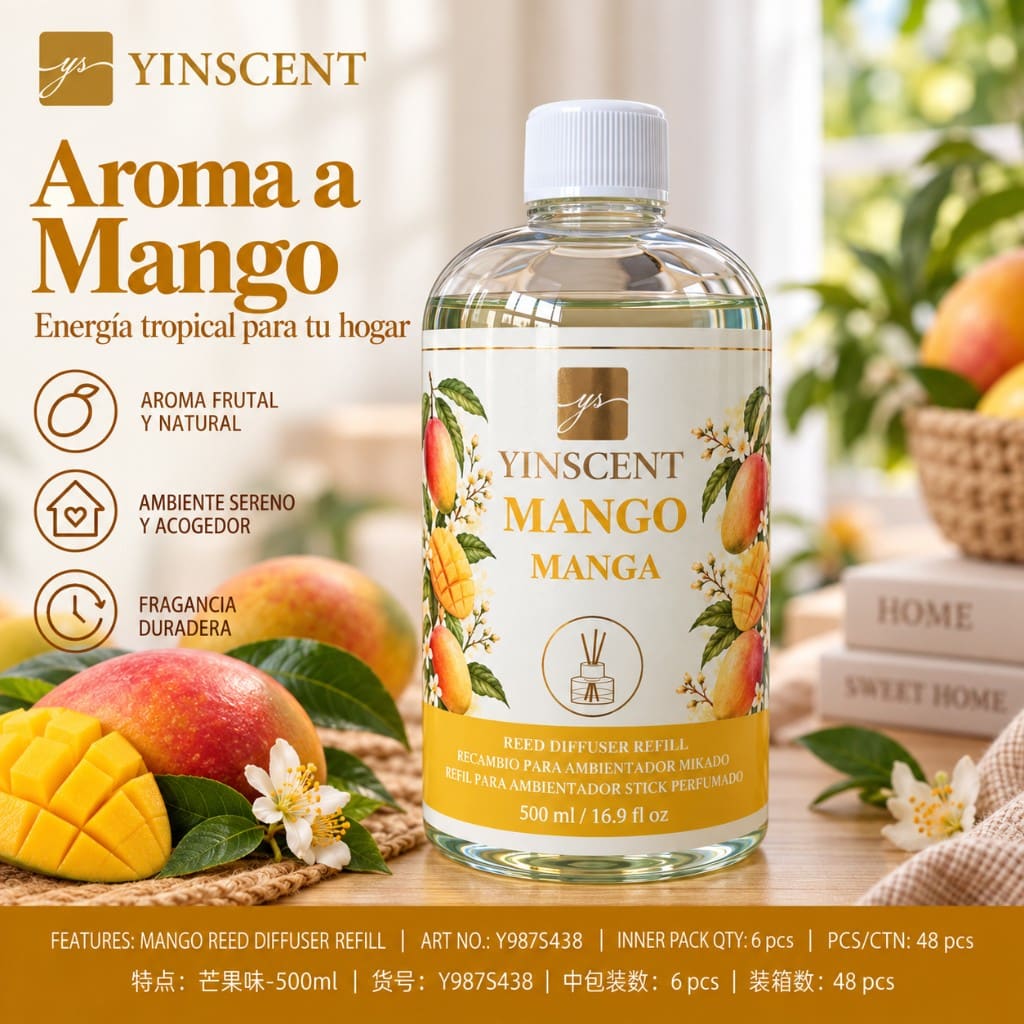 ys YINSCENT
Aroma a
Mango
Energía tropical para tu hogar
AROMA FRUTAL
Y NATURAL
AMBIENTE SERENO
Y ACOGEDOR
FRAGANCIA
DURADERA
ys
YINSCENT
MANGO
MANGA
REED DIFFUSER REFILL
RECAMBIO PARA AMBIENTADOR MIKADO
REFIL PARA AMBIENTADOR STICK PERFUMADO
500 ml / 16.9 fl oz
HOME
SWEET HOME
FEATURES: MANGO REED DIFFUSER REFILL | ART NO.: Y987S438 | INNER PACK QTY: 6 pcs | PCS/CTN: 48 pcs
特点：芒果味-500ml | 货号：Y987S438 | 中包装数：6 pcs | 装箱数：48 pcs